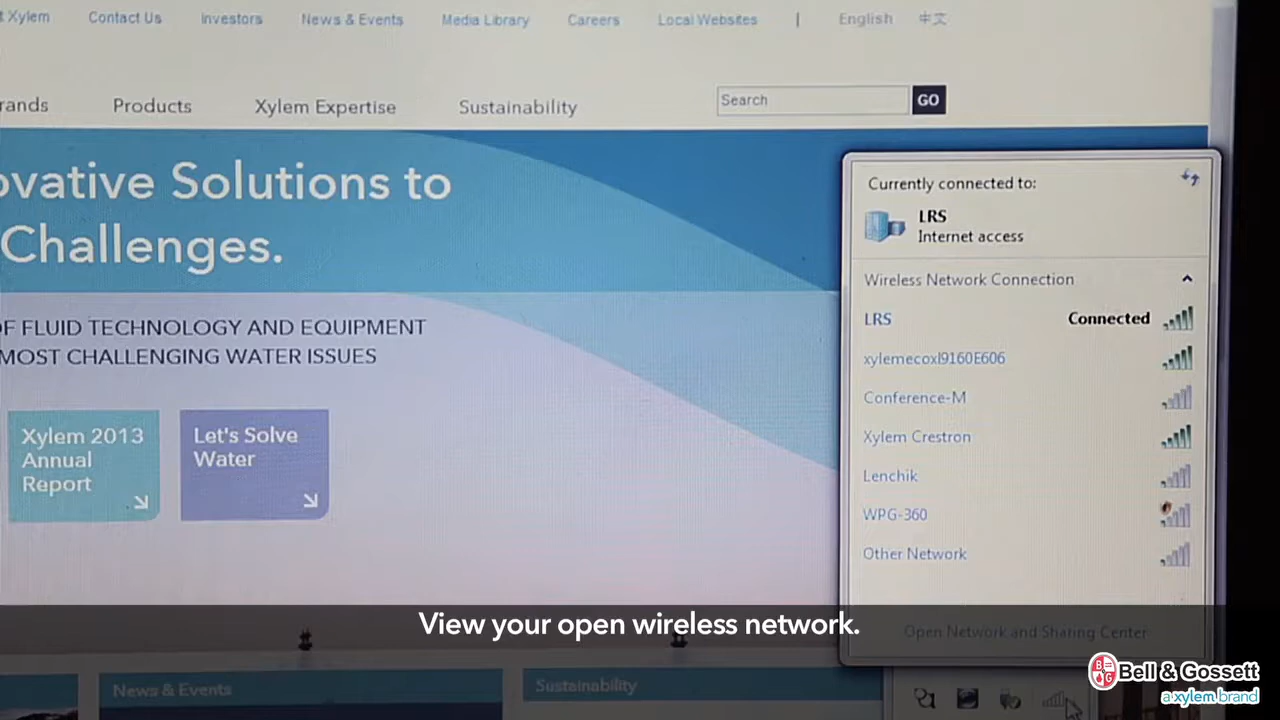 t Xylem Contact Us Investors News & Events Media Library Careers Local Websites | English 中文
rands Products Xylem Expertise Sustainability Search GO
ovative Solutions to
Challenges.
OF FLUID TECHNOLOGY AND EQUIPMENT
MOST CHALLENGING WATER ISSUES
Xylem 2013
Annual
Report
Let's Solve
Water
Currently connected to:
LRS
Internet access
Wireless Network Connection
LRS Connected
xylemecoxl9160E606
Conference-M
Xylem Crestron
Lenchik
WPG-360
Other Network
Open Network and Sharing Center
View your open wireless network.
News & Events
Sustainability
B G
Bell & Gossett
a xylem brand